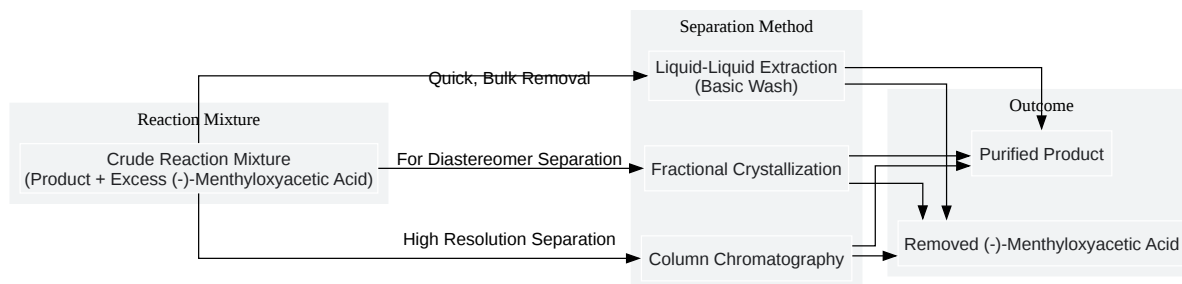 Separation Method
Quick, Bulk Removal
Liquid-Liquid Extraction
(Basic Wash)
Reaction Mixture
Outcome
Crude Reaction Mixture
(Product + Excess (-)-Menthyloxyacetic Acid)
For Diastereomer Separation
Fractional Crystallization
Purified Product
High Resolution Separation
Column Chromatography
Removed (-)-Menthyloxyacetic Acid